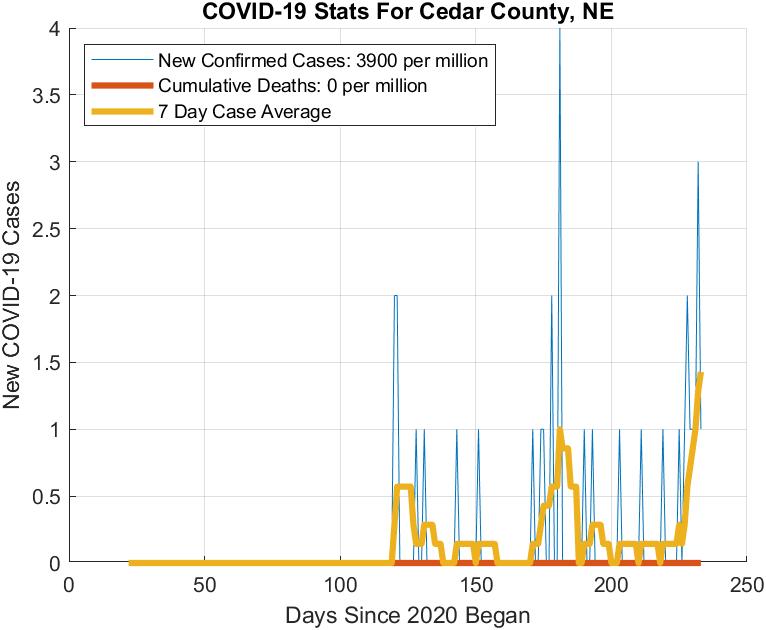 COVID-19 Stats For Cedar County, NE
New Confirmed Cases: 3900 per million
Cumulative Deaths: 0 per million
7 Day Case Average
New COVID-19 Cases
4
3.5
3
2.5
2
1.5
1
0.5
0
0 50 100 150 200 250
Days Since 2020 Began